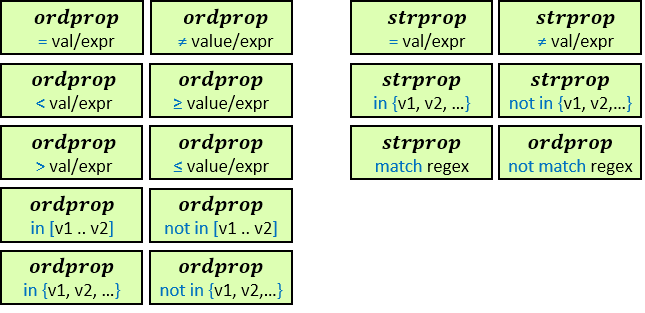 ordprop
= val/expr
ordprop
≠ value/expr
ordprop
< val/expr
ordprop
≥ value/expr
ordprop
> val/expr
ordprop
≤ value/expr
ordprop
in [v1 .. v2]
ordprop
not in [v1 .. v2]
ordprop
in {v1, v2, ...}
ordprop
not in {v1, v2,...}
strprop
= val/expr
strprop
≠ val/expr
strprop
in {v1, v2, ...}
strprop
not in {v1, v2,...}
strprop
match regex
ordprop
not match regex